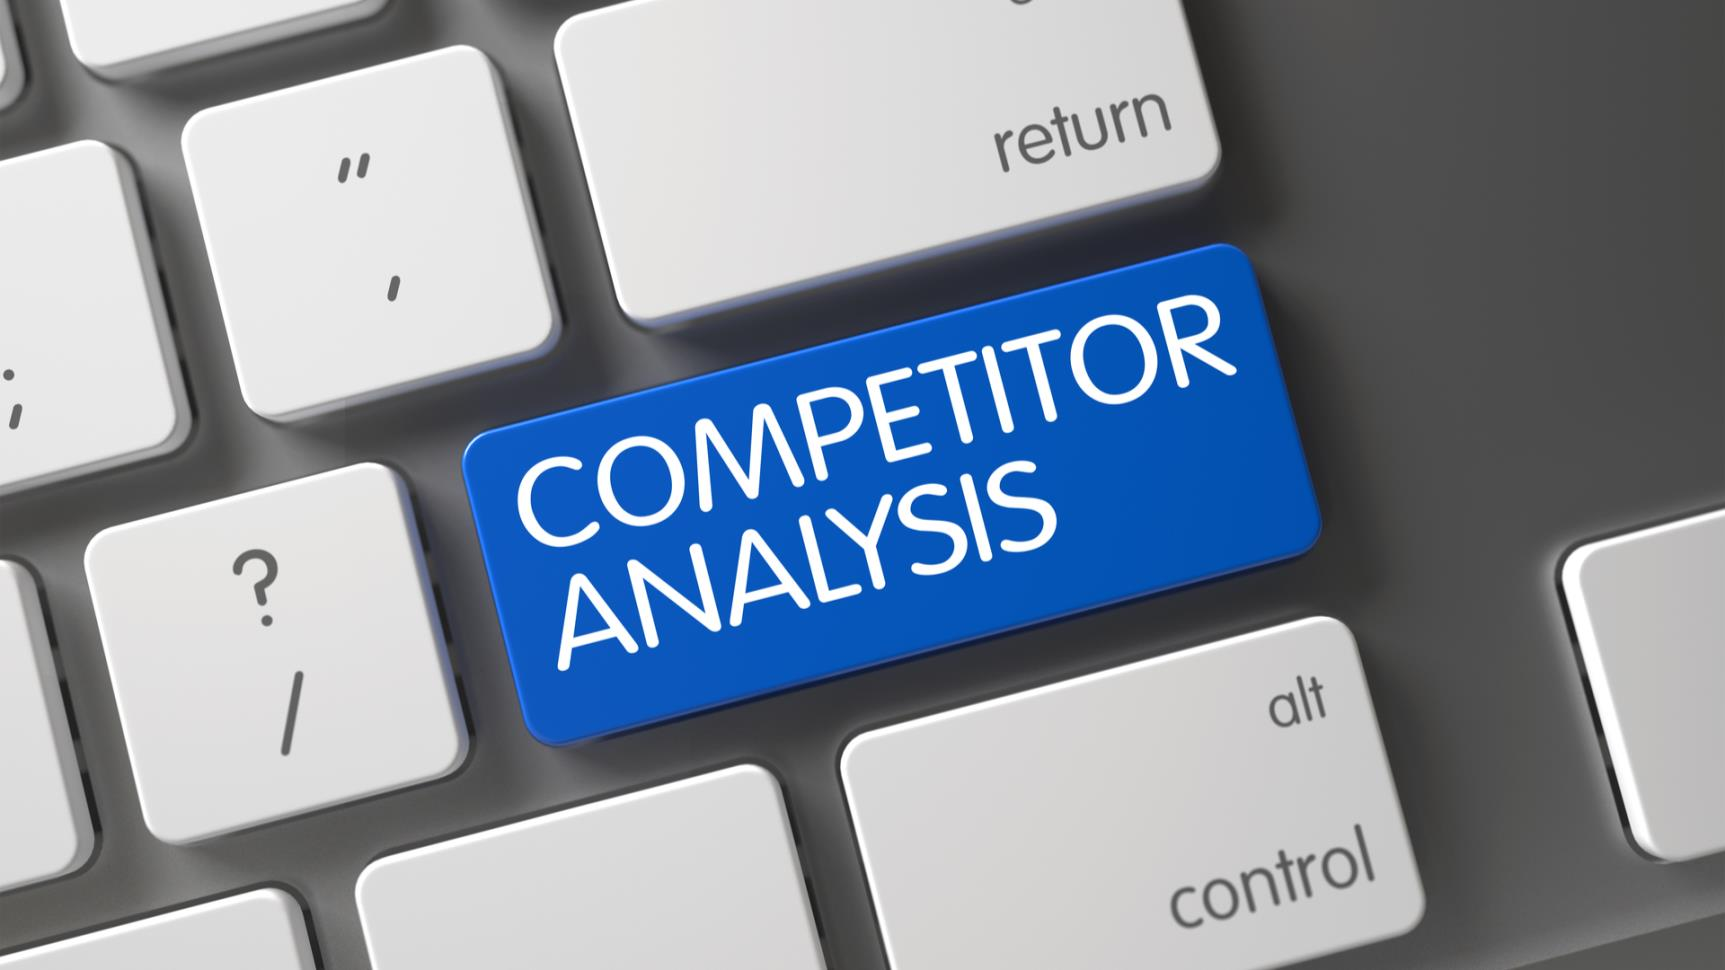 return
"
'
;
COMPETITOR
ANALYSIS
?
/
alt
control